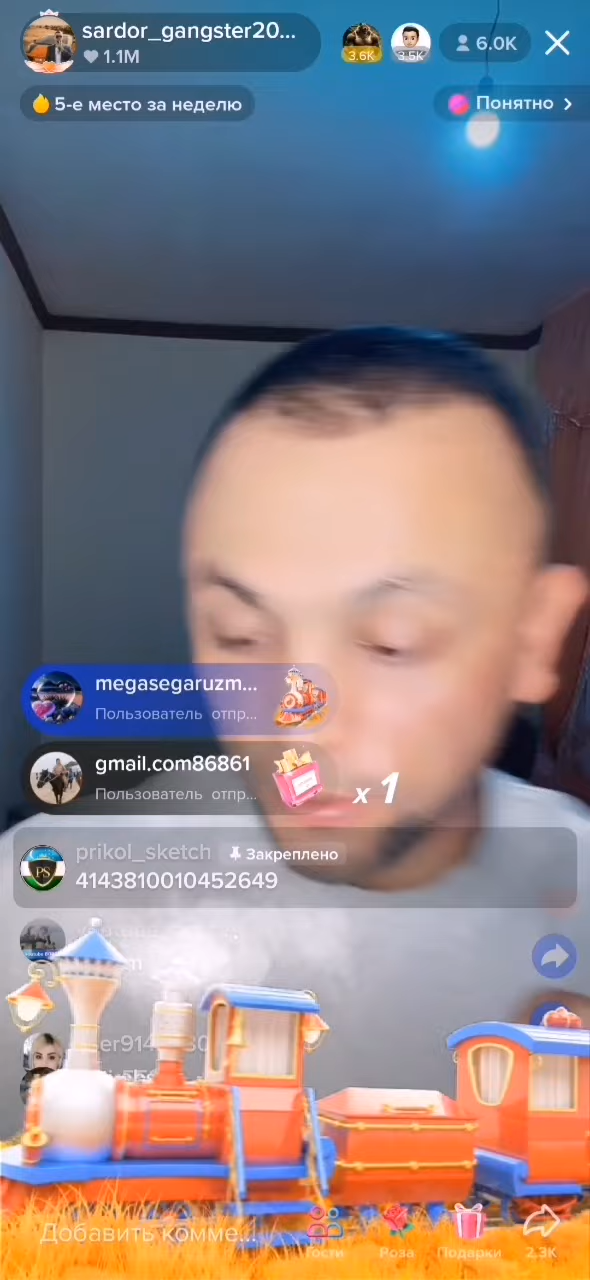 sardor_gangster20...
1.1M
3.6K
3.5K
6.0K
5-е место за неделю
Понятно
megasegaruzm...
Пользователь отпр...
gmail.com86861
Пользователь отпр...
x 1
prikol_sketch
Закреплено
4143810010452649
PS
Добавить комме...
Гости
Роза
Подарки
2.3K